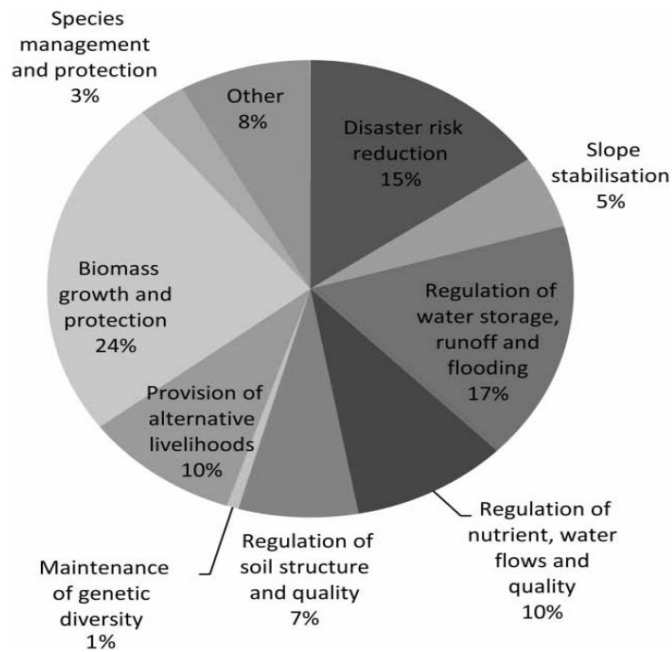 Species
management
and protection
3%
Other
8%
Disaster risk
reduction
15%
Slope
stabilisation
5%
Regulation of
water storage,
runoff and
flooding
17%
Regulation of
nutrient, water
flows and
quality
10%
Regulation of
soil structure
and quality
7%
Maintenance
of genetic
diversity
1%
Provision of
alternative
livelihoods
10%
Biomass
growth and
protection
24%